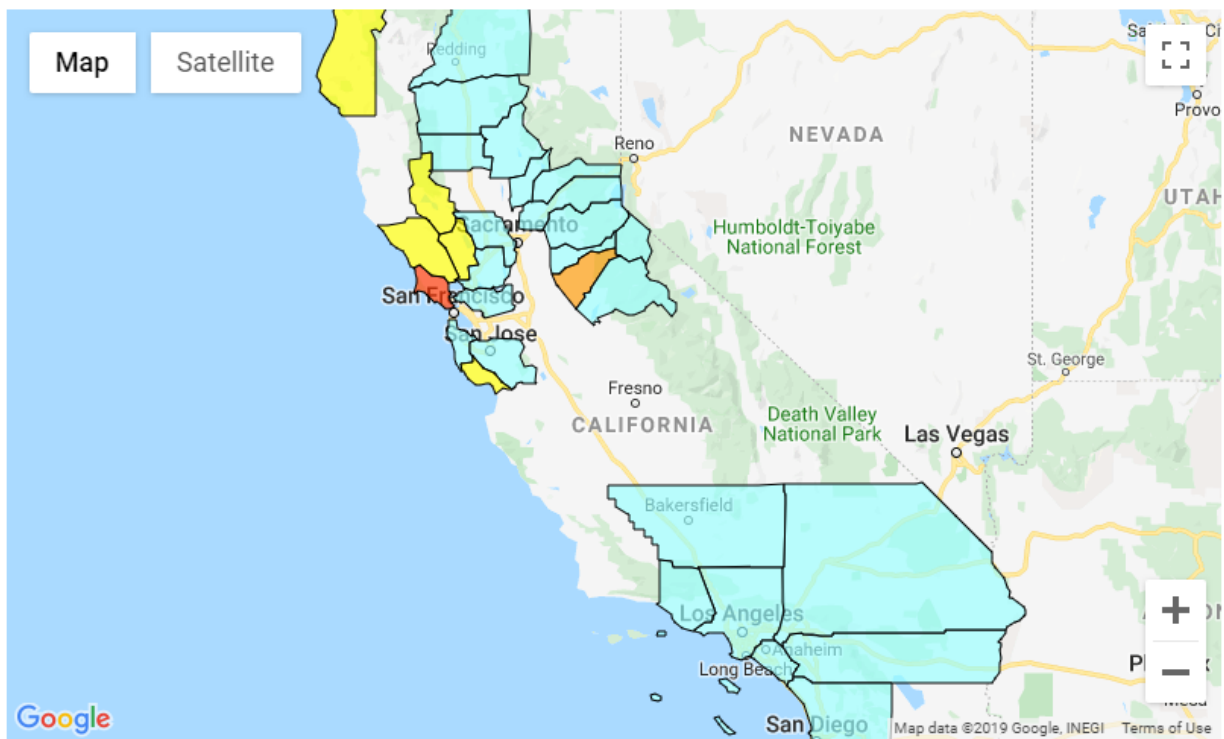 Map
Satellite
Redding
Reno
Provo
NEVADA
UTAH
Sacramento
Humboldt-Toiyabe
National Forest
San Francisco
San Jose
St. George
Fresno
Death Valley
National Park
CALIFORNIA
Las Vegas
Bakersfield
Los Angeles
Anaheim
Long Beach
San Diego
Google
Map data ©2019 Google, INEGI
Terms of Use